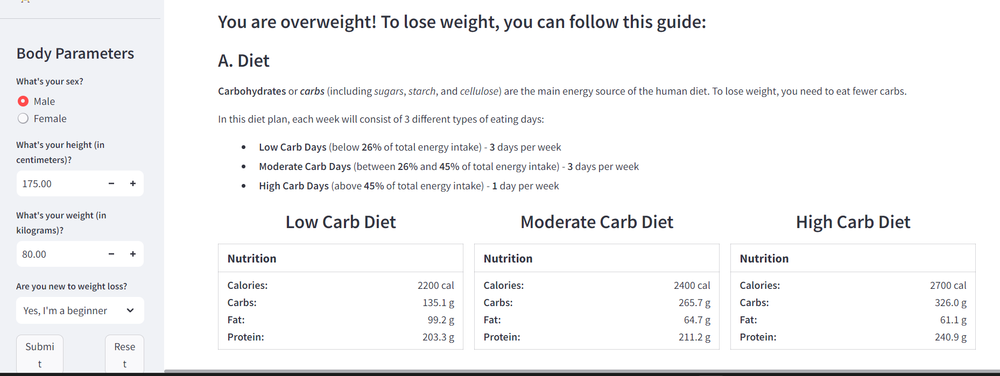 Body Parameters
What's your sex?
Male
Female
What's your height (in
centimeters)?
175.00 - +
What's your weight (in
kilograms)?
80.00 - +
Are you new to weight loss?
Yes, I'm a beginner
Submi
t
Rese
t
You are overweight! To lose weight, you can follow this guide:
A. Diet
Carbohydrates or carbs (including sugars, starch, and cellulose) are the main energy source of the human diet. To lose weight, you need to eat fewer carbs.
In this diet plan, each week will consist of 3 different types of eating days:
• Low Carb Days (below 26% of total energy intake) - 3 days per week
• Moderate Carb Days (between 26% and 45% of total energy intake) - 3 days per week
• High Carb Days (above 45% of total energy intake) - 1 day per week
Low Carb Diet
Nutrition
Calories: 2200 cal
Carbs: 135.1 g
Fat: 99.2 g
Protein: 203.3 g
Moderate Carb Diet
Nutrition
Calories: 2400 cal
Carbs: 265.7 g
Fat: 64.7 g
Protein: 211.2 g
High Carb Diet
Nutrition
Calories: 2700 cal
Carbs: 326.0 g
Fat: 61.1 g
Protein: 240.9 g